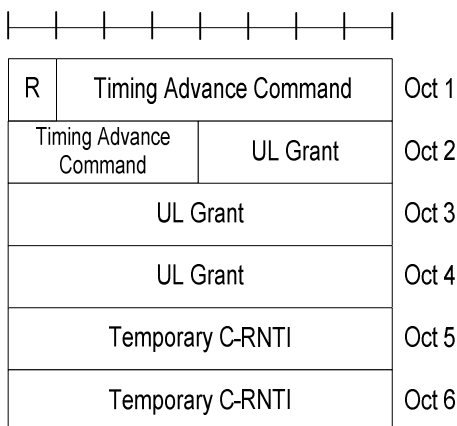 R Timing Advance Command Oct 1
Timing Advance
Command
UL Grant Oct 2
UL Grant Oct 3
UL Grant Oct 4
Temporary C-RNTI Oct 5
Temporary C-RNTI Oct 6